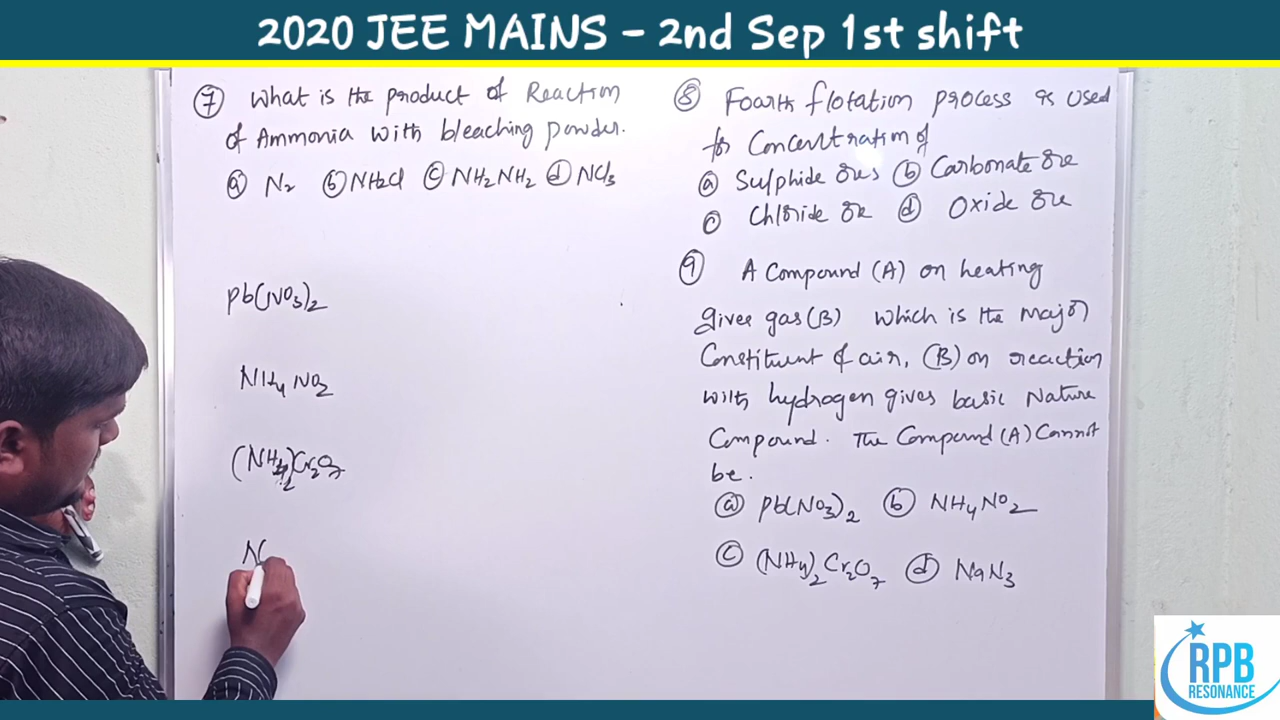 2020 JEE MAINS – 2nd Sep 1st shift
⑦ What is the product of Reaction
of Ammonia with bleaching powder.
ⓐ N2 ⓑ NH2Cl ⓒ NH2NH2 ⓓ NCl3
Pb(NO3)2
NH4NO2
(NH4)2Cr2O7
N
⑧ Fourth flotation process is used
for Concentration of
ⓐ Sulphide ores ⓑ Carbonate ore
ⓒ Chloride ore ⓓ Oxide ore
⑨ A Compound (A) on heating
gives gas (B) which is the major
Constituent of air, (B) on reaction
with hydrogen gives basic Nature
Compound. The Compound (A) Cannot
be.
ⓐ Pb(NO3)2 ⓑ NH4NO2
ⓒ (NH4)2Cr2O7 ⓓ NaN3
RPB
RESONANCE